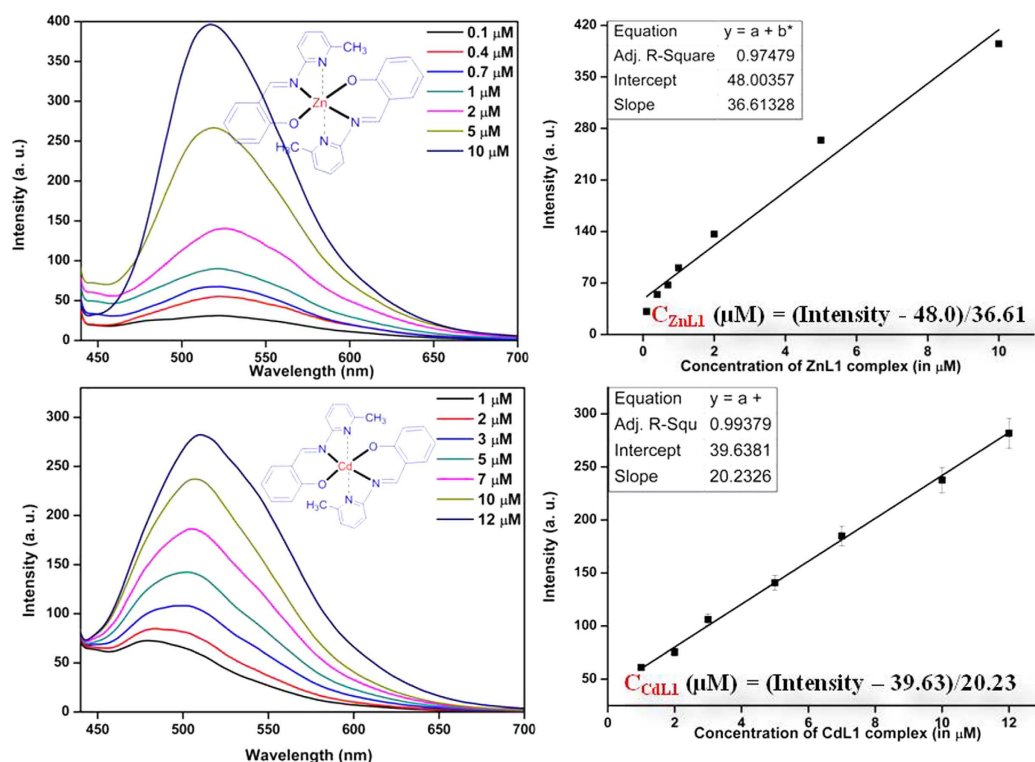 400
350
300
250
200
150
100
50
0
Intensity (a. u.)
450
500
550
600
650
700
Wavelength (nm)
0.1 µM
0.4 µM
0.7 µM
1 µM
2 µM
5 µM
10 µM
CH₃
N
N
O
Zn
O
N
N
H₃C
420
350
280
210
140
70
0
Intensity (a. u.)
Equation y = a + b*
Adj. R-Square 0.97479
Intercept 48.00357
Slope 36.61328
C_ZnL1 (µM) = (Intensity - 48.0)/36.61
0
2
4
6
8
10
Concentration of ZnL1 complex (in µM)
300
250
200
150
100
50
0
Intensity (a. u.)
450
500
550
600
650
700
Wavelength (nm)
1 µM
2 µM
3 µM
5 µM
7 µM
10 µM
12 µM
CH₃
N
N
O
Cd
O
N
N
H₃C
300
250
200
150
100
50
Intensity (a. u.)
Equation y = a +
Adj. R-Squ 0.99379
Intercept 39.6381
Slope 20.2326
C_CdL1 (µM) = (Intensity – 39.63)/20.23
0
2
4
6
8
10
12
Concentration of CdL1 complex (in µM)